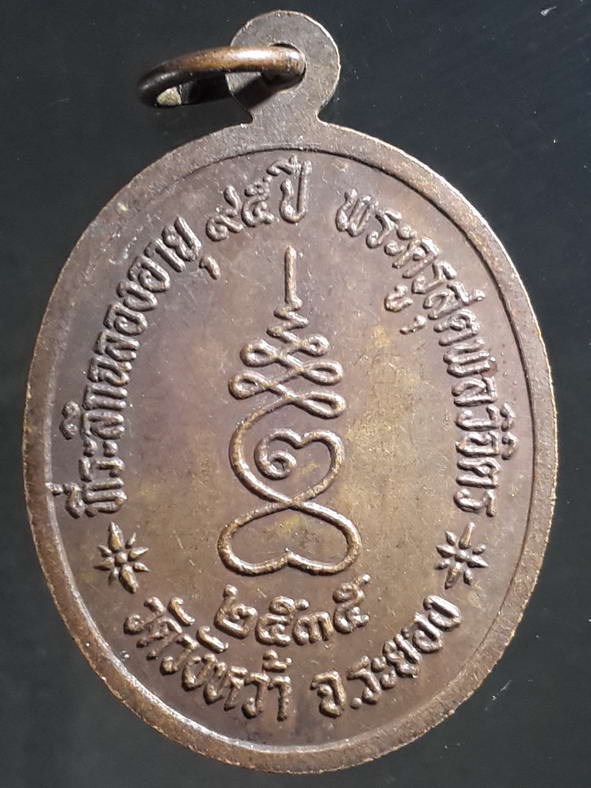 ที่ระลึกฉลองอายุ ๙๕ ปี พระครูสุตพลวิจิตร
๒๕๓๕
วัดวังหว้า จ.ระยอง